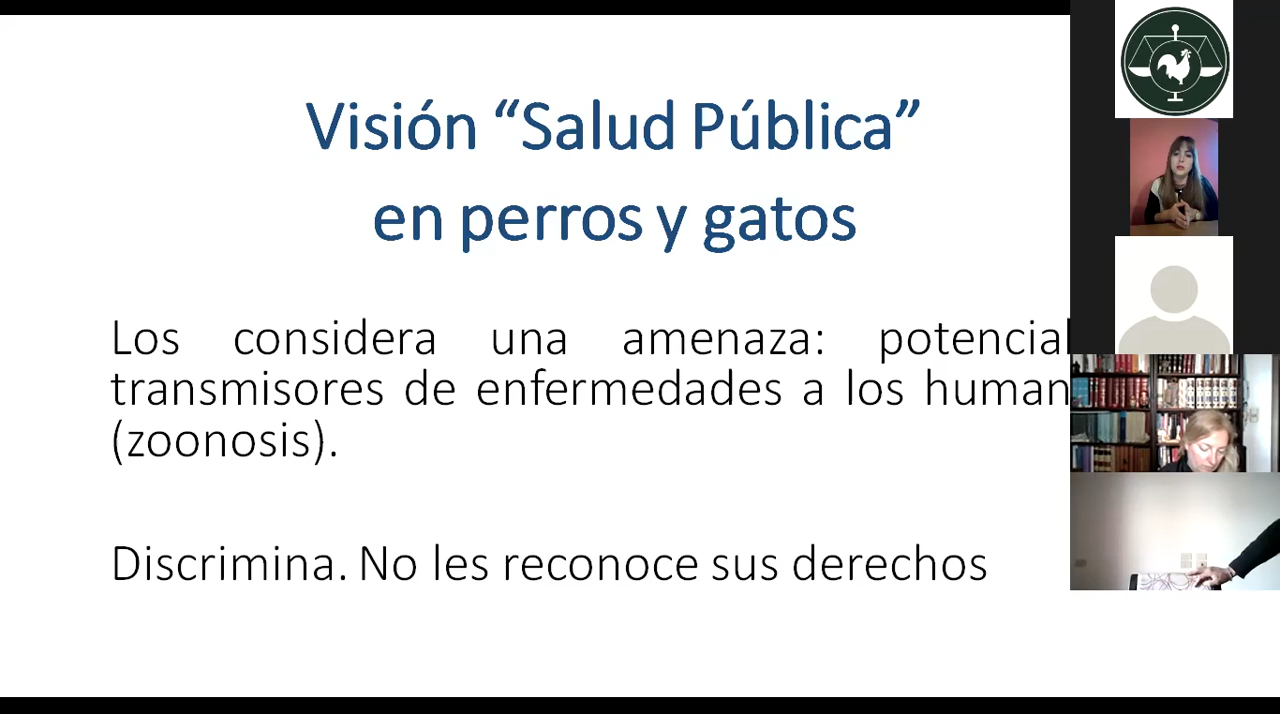 Visión “Salud Pública”
en perros y gatos
Los considera una amenaza: potencial
transmisores de enfermedades a los human
(zoonosis).
Discrimina. No les reconoce sus derechos